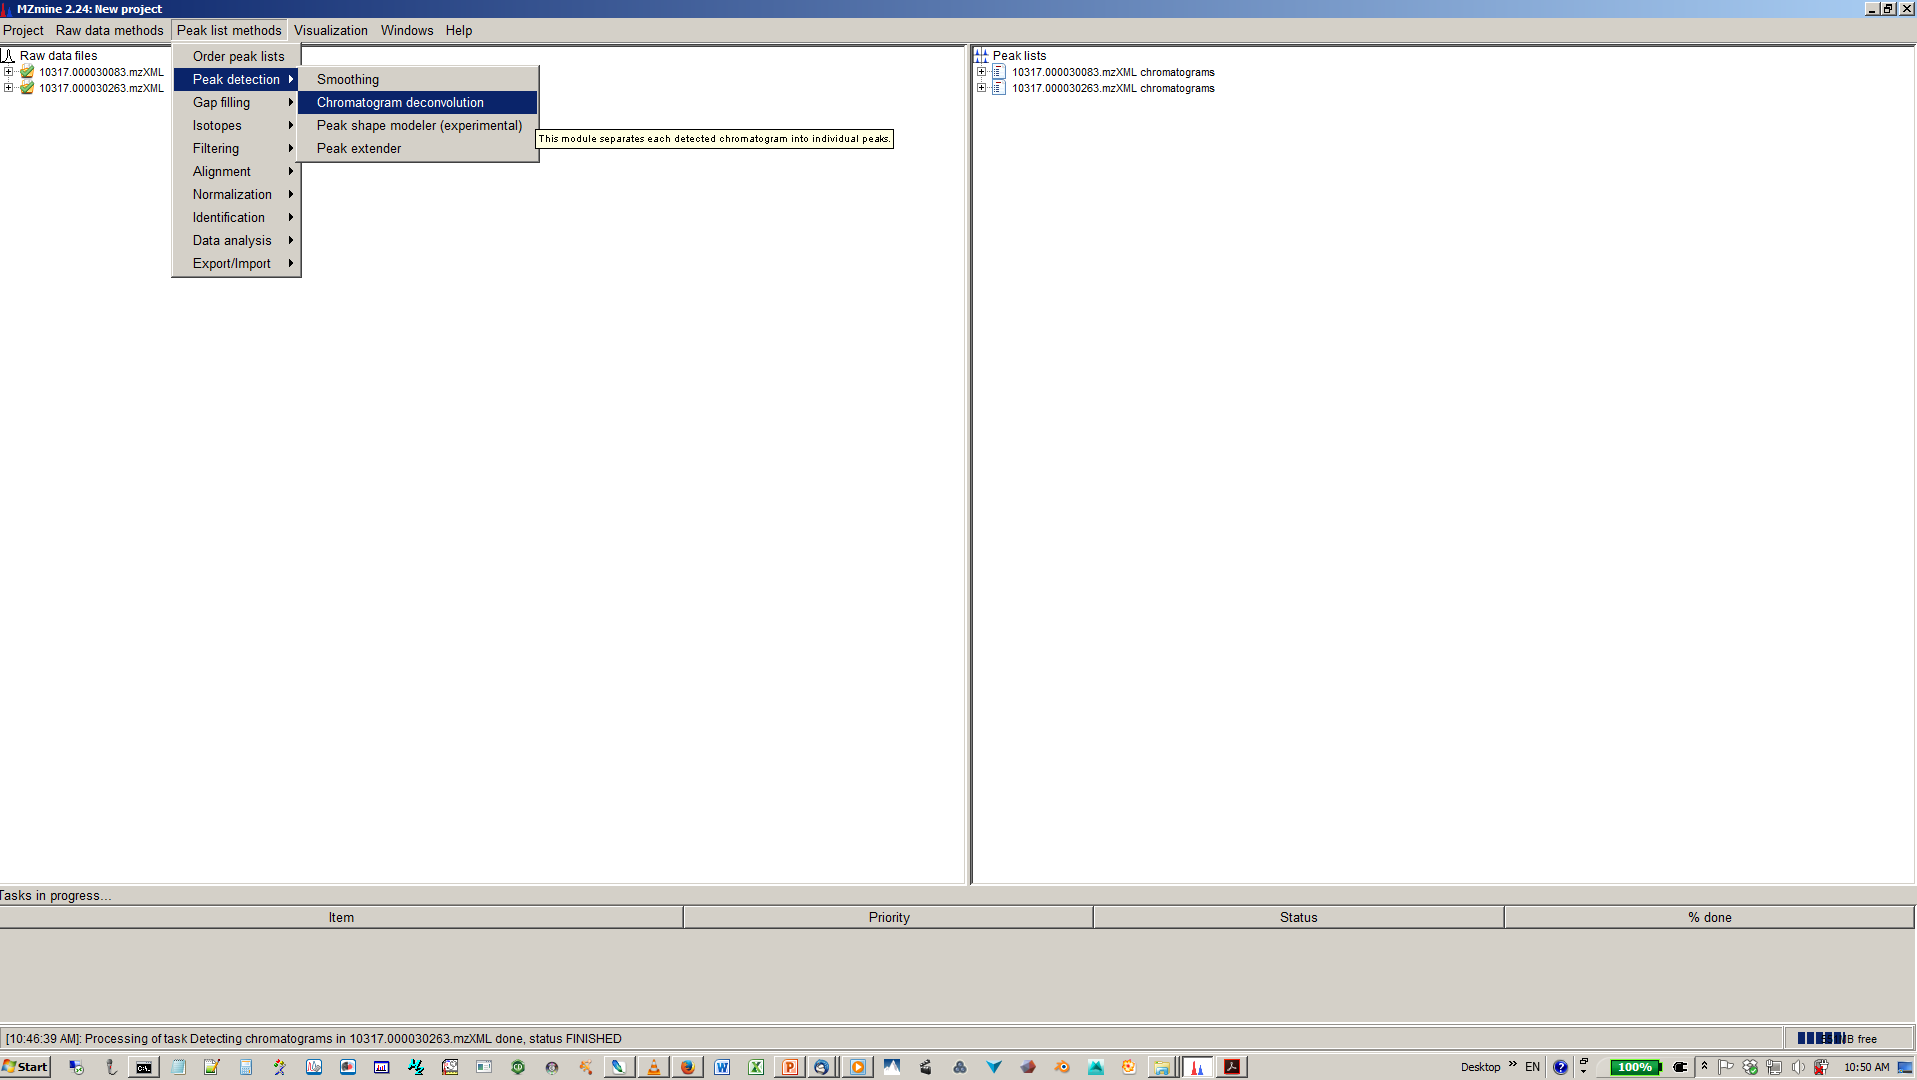 MZmine 2.24: New project
Project Raw data methods Peak list methods Visualization Windows Help
Raw data files
10317.000030083.mzXML
10317.000030263.mzXML
Order peak lists
Peak detection
Gap filling
Isotopes
Filtering
Alignment
Normalization
Identification
Data analysis
Export/Import
Smoothing
Chromatogram deconvolution
Peak shape modeler (experimental)
Peak extender
This module separates each detected chromatogram into individual peaks.
Peak lists
10317.000030083.mzXML chromatograms
10317.000030263.mzXML chromatograms
Tasks in progress...
Item Priority Status % done
[10:46:39 AM]: Processing of task Detecting chromatograms in 10317.000030263.mzXML done, status FINISHED
free
Start
Desktop » EN 100% 10:50 AM